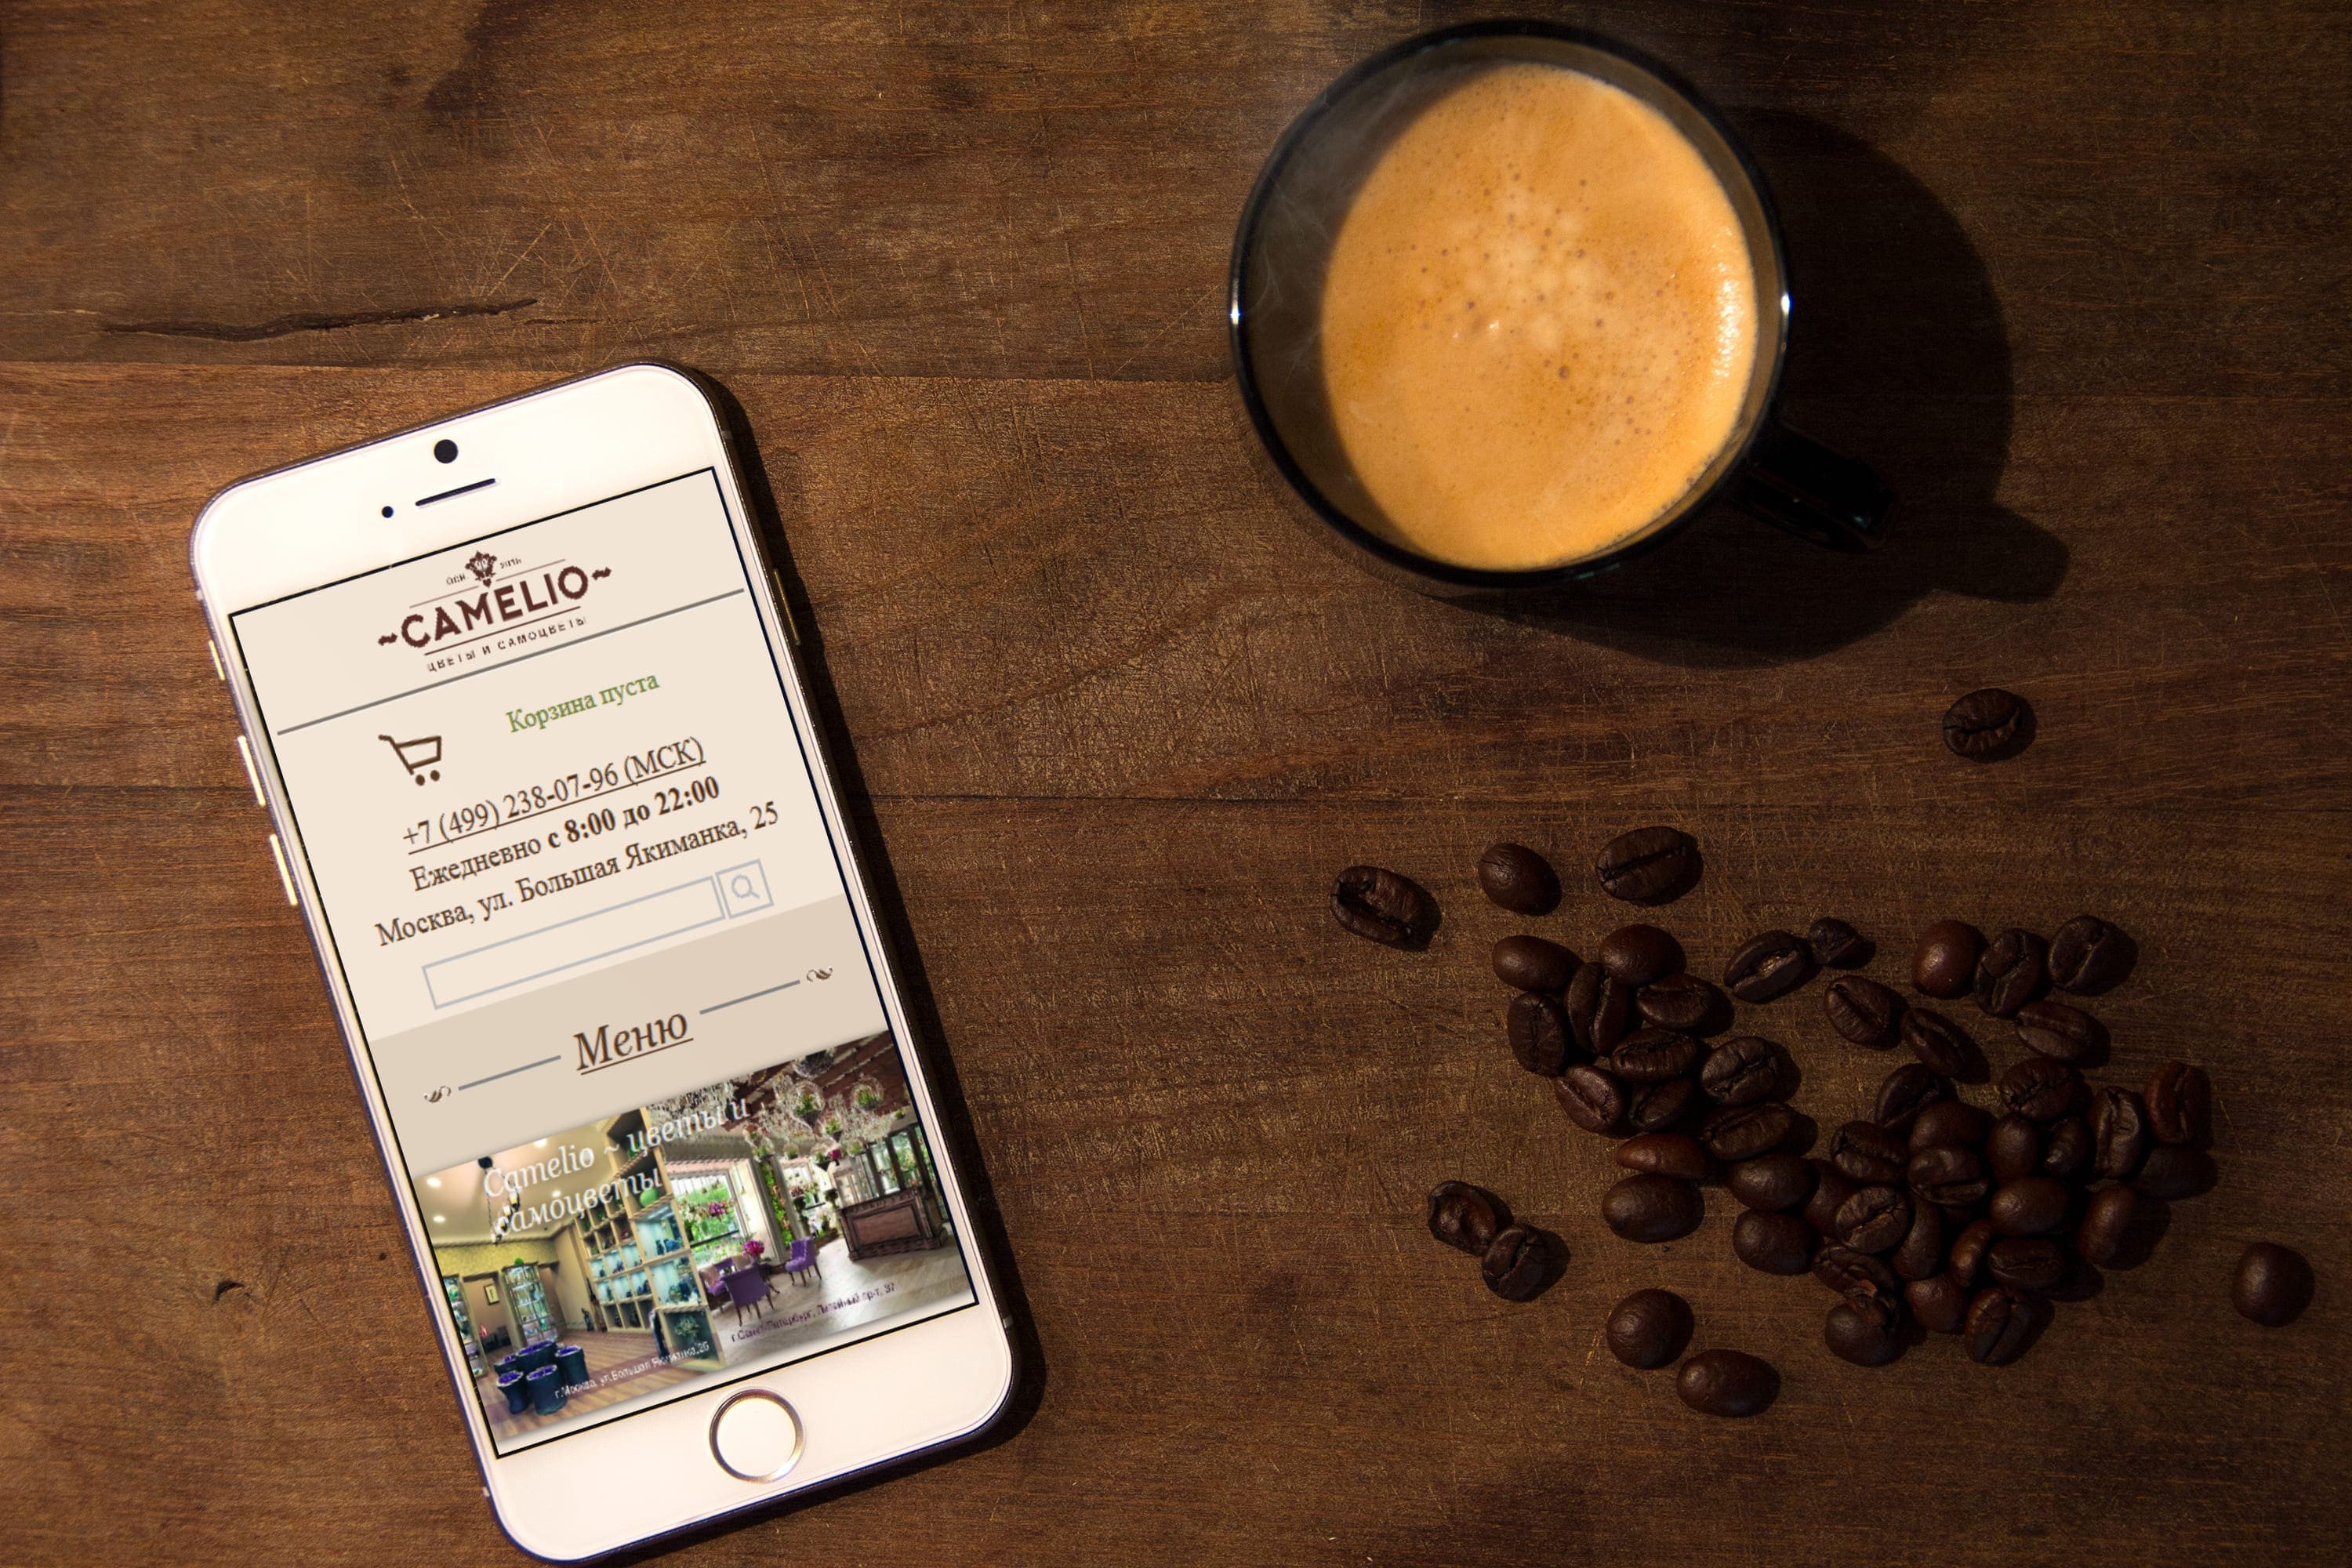 CAMELIO
ЦВЕТЫ И САМОЦВЕТЫ
Корзина пуста
+7 (499) 238-07-96 (МСК)
Ежедневно с 8:00 до 22:00
Москва, ул. Большая Якиманка, 25
Меню
Camelio ~ цветы и
самоцветы
г.Санкт-Петербург, Литейный пр-т, 37
г.Москва, ул.Большая Якиманка,25